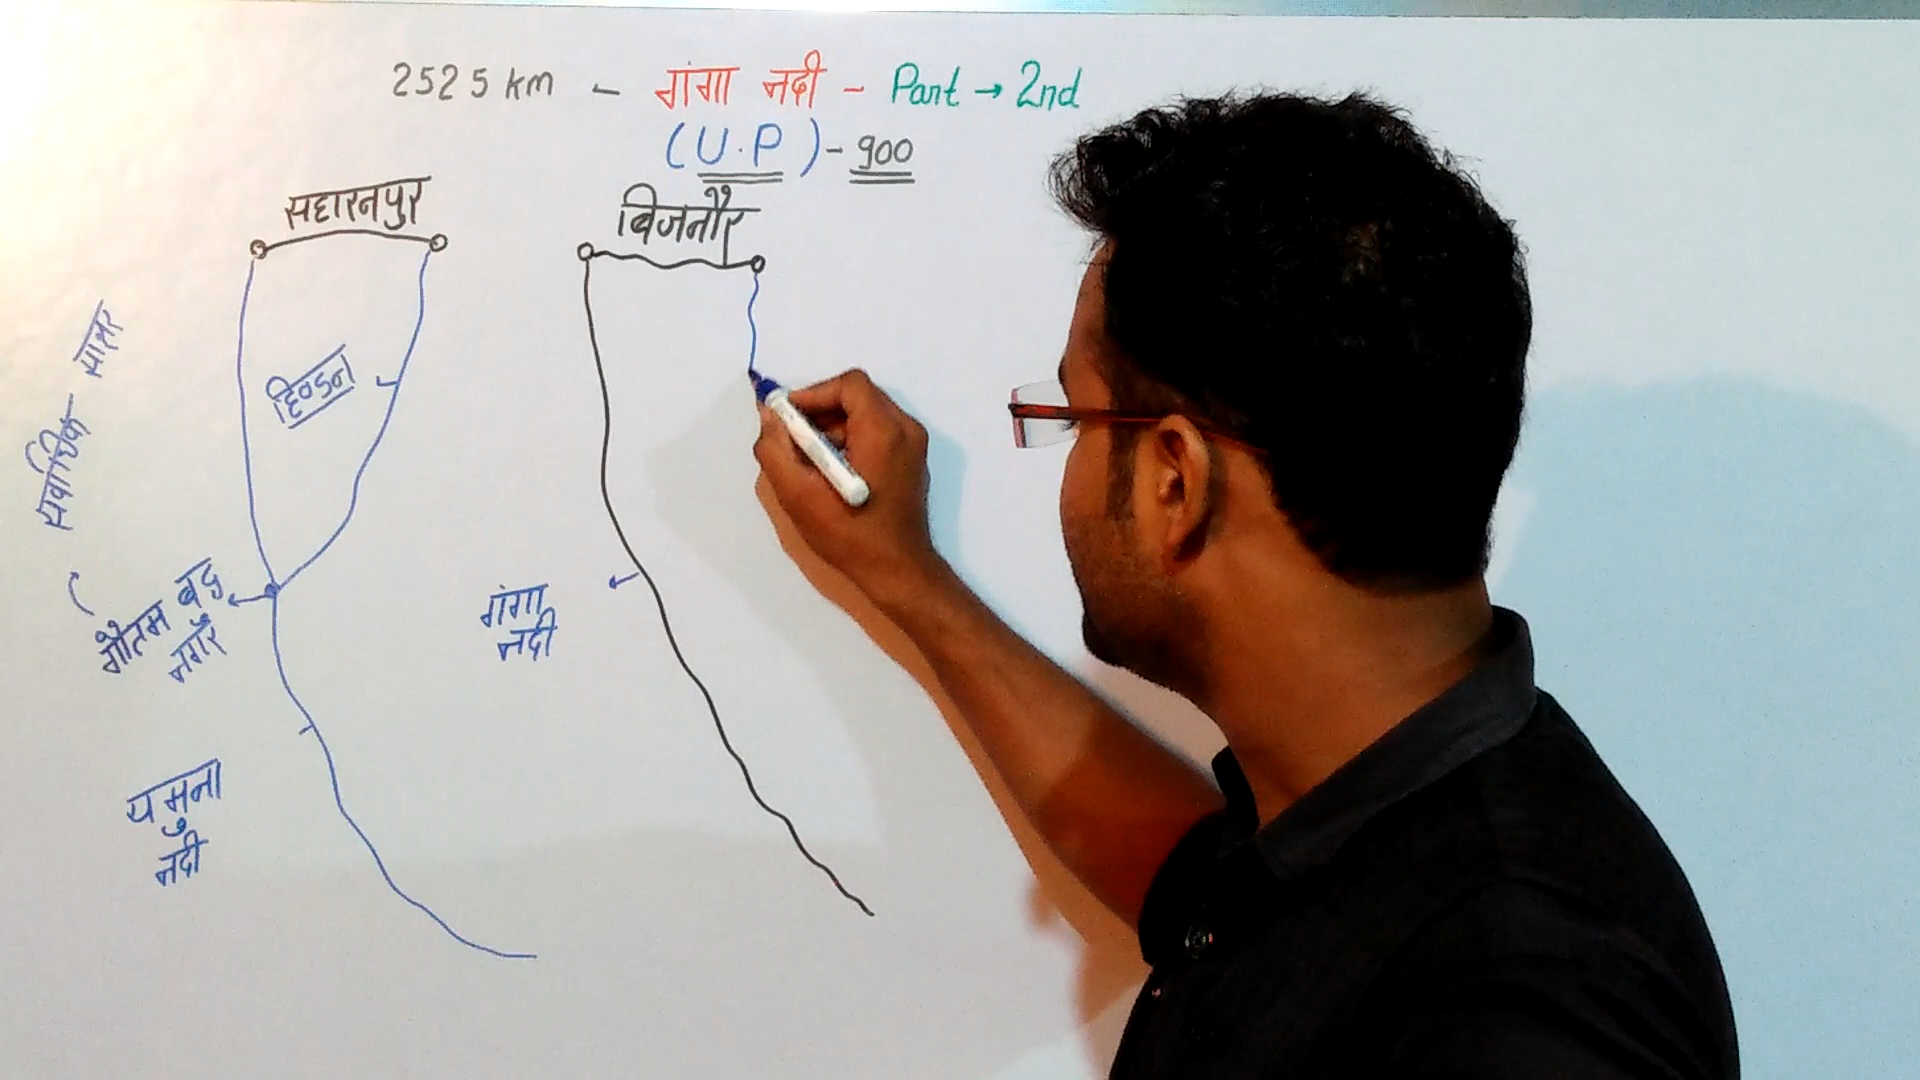 2525 km - गंगा नदी - Part → 2nd
(U.P) - 900
सहारनपुर
बिजनौर
हिण्डन
सर्वाधिक
गौतम बुद्ध
नगर
गंगा
नदी
यमुना
नदी